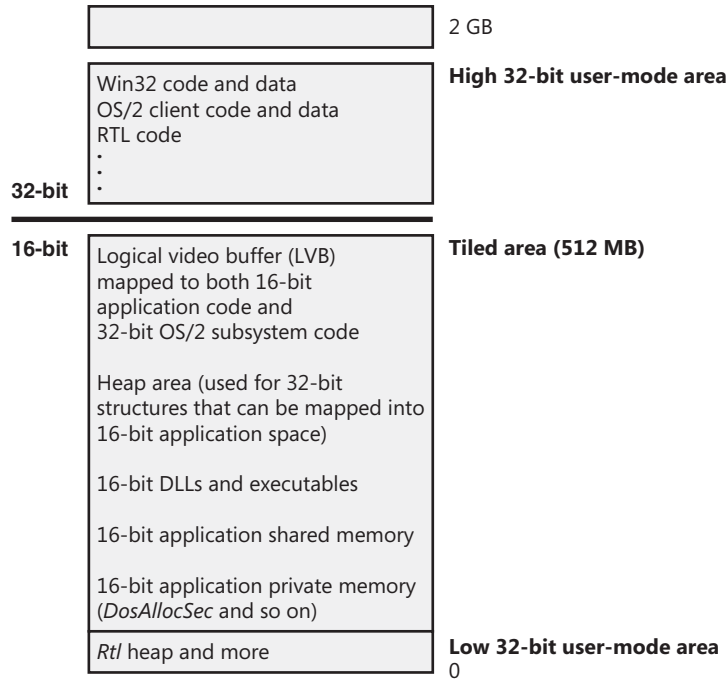 2 GB
Win32 code and data
OS/2 client code and data
RTL code
.
.
.
High 32-bit user-mode area
32-bit
16-bit
Logical video buffer (LVB)
mapped to both 16-bit
application code and
32-bit OS/2 subsystem code
Heap area (used for 32-bit
structures that can be mapped into
16-bit application space)
16-bit DLLs and executables
16-bit application shared memory
16-bit application private memory
(DosAllocSec and so on)
Tiled area (512 MB)
Rtl heap and more
Low 32-bit user-mode area
0